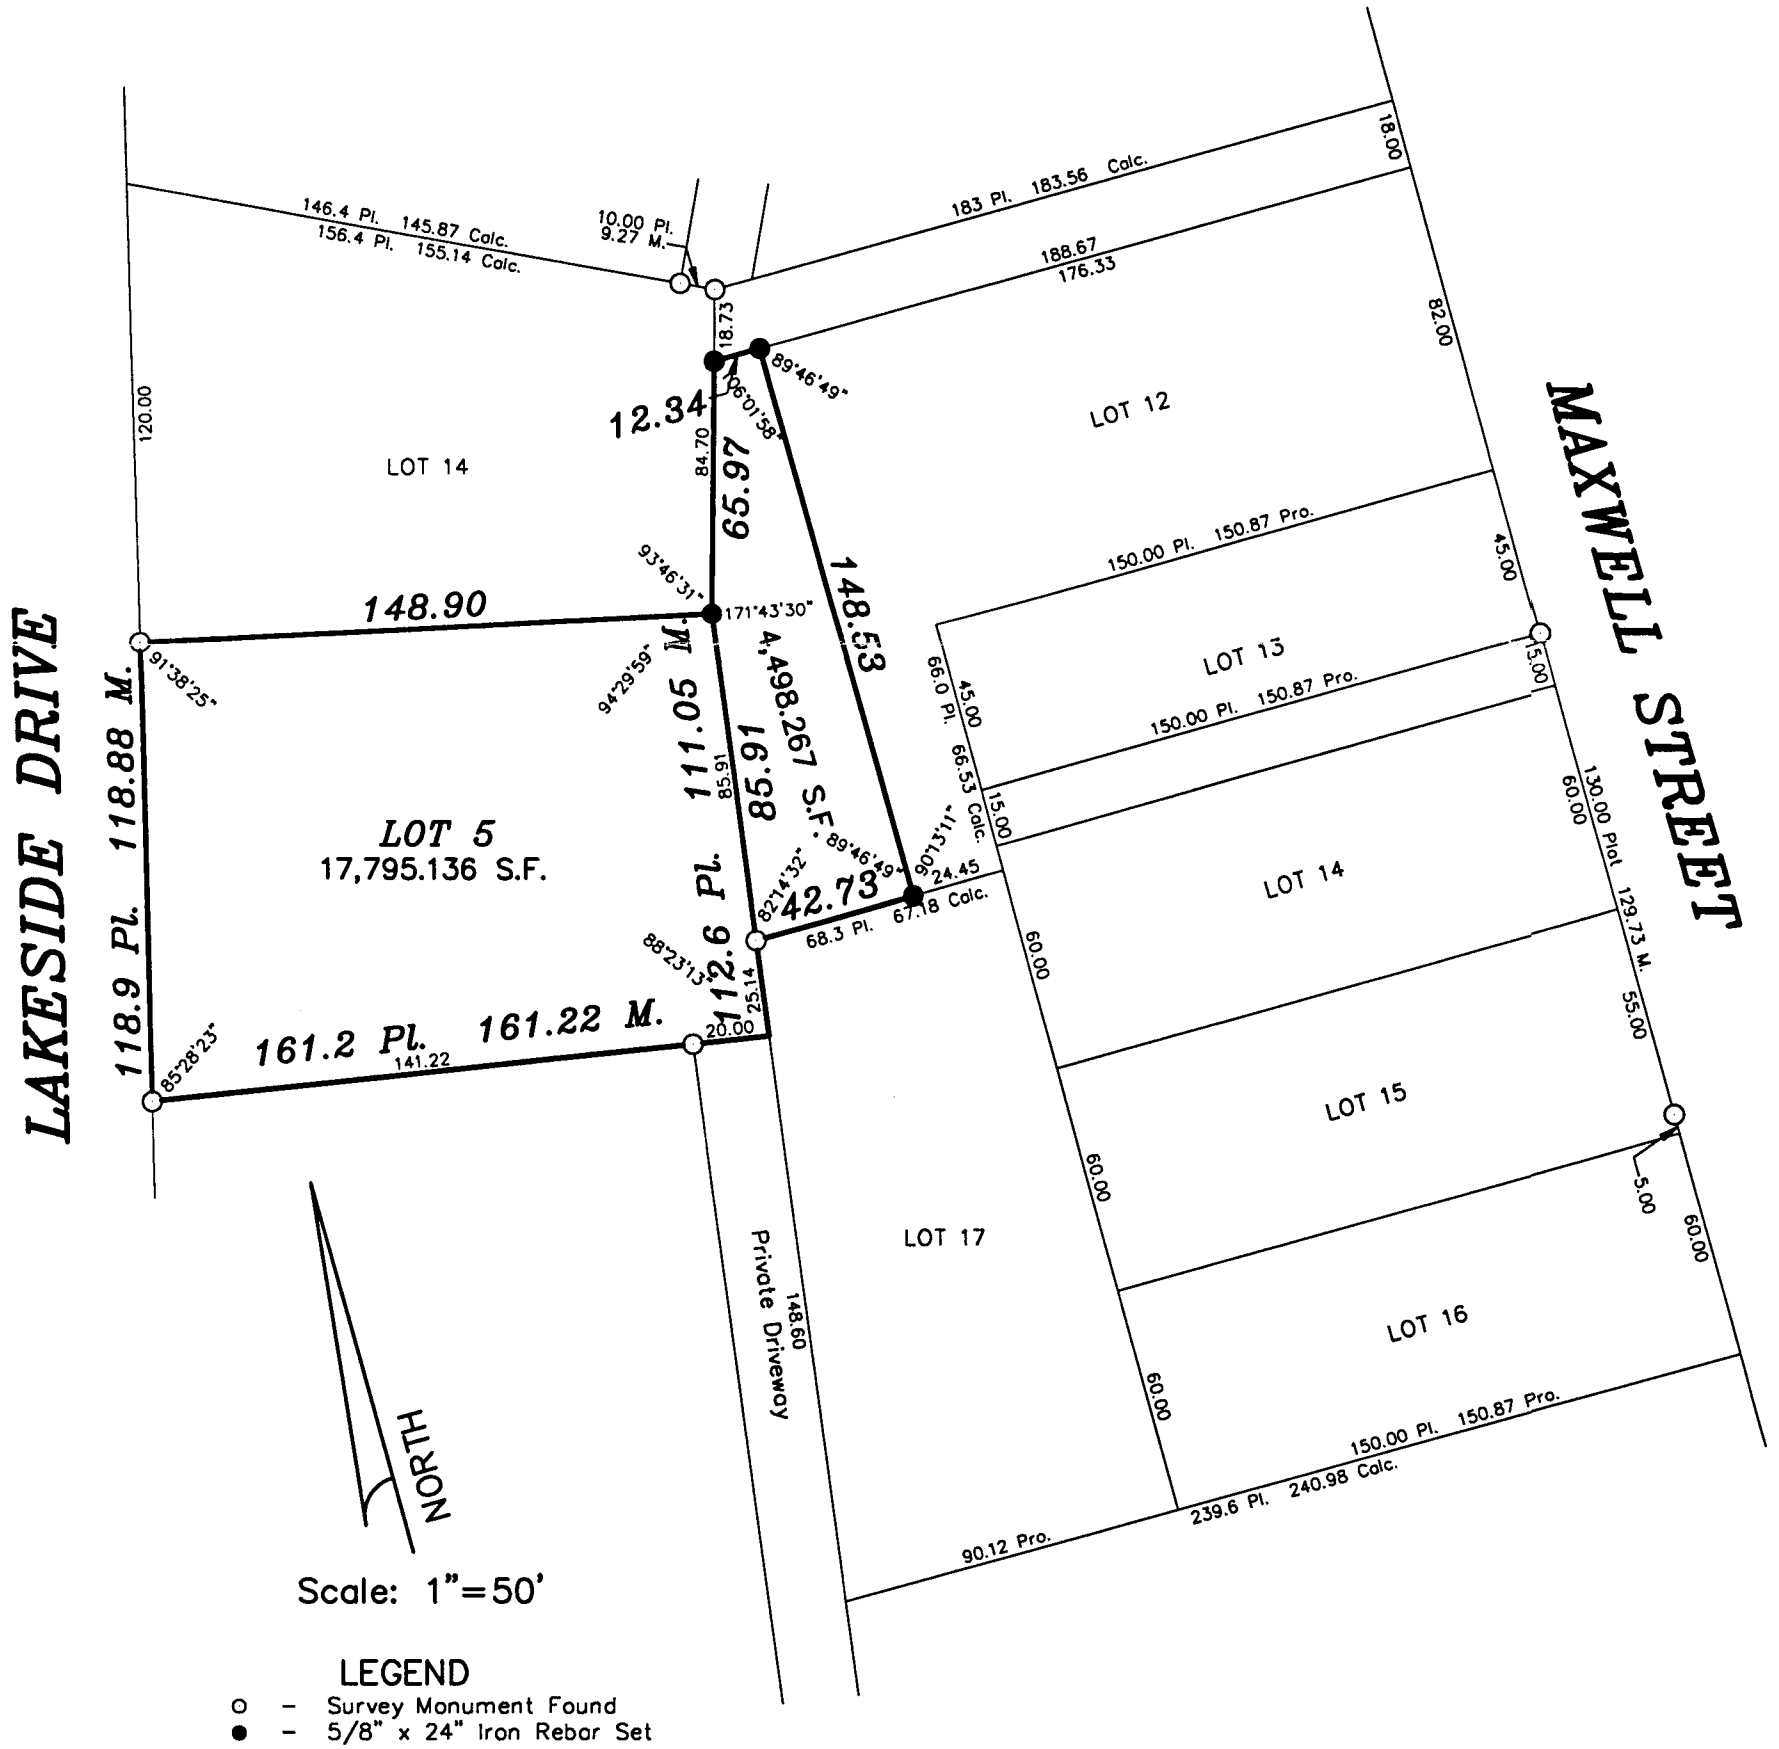 LAKESIDE DRIVE
MAXWELL STREET
146.4 Pl. 145.87 Calc.
156.4 Pl. 155.14 Calc.
10.00 Pl.
9.27 M.
183 Pl. 183.56 Calc.
188.67
176.33
18.00
82.00
18.73
89°46'49"
106°01'58"
12.34
84.70
65.97
120.00
LOT 14
LOT 12
93°46'31"
148.90
171°43'30"
148.53
150.00 Pl. 150.87 Pro.
45.00
LOT 13
150.00 Pl. 150.87 Pro.
15.00
91°38'25"
94°29'59"
118.9 Pl. 118.88 M.
112.6 Pl. 111.05 M.
85.91
85.91
4,498.267 S.F.
66.0 Pl. 66.53 Calc.
45.00
15.00
LOT 5
17,795.136 S.F.
89°46'49"
90°13'11"
82°14'32"
42.73
24.45
68.3 Pl. 67.18 Calc.
LOT 14
130.00 Plat 129.73 M.
60.00
88°23'13"
25.14
20.00
161.2 Pl. 161.22 M.
141.22
85°28'23"
60.00
55.00
LOT 15
5.00
60.00
60.00
LOT 17
Private Driveway
148.60
LOT 16
60.00
150.00 Pl. 150.87 Pro.
239.6 Pl. 240.98 Calc.
90.12 Pro.
NORTH
Scale: 1"=50'
LEGEND
– Survey Monument Found
– 5/8" x 24" Iron Rebar Set